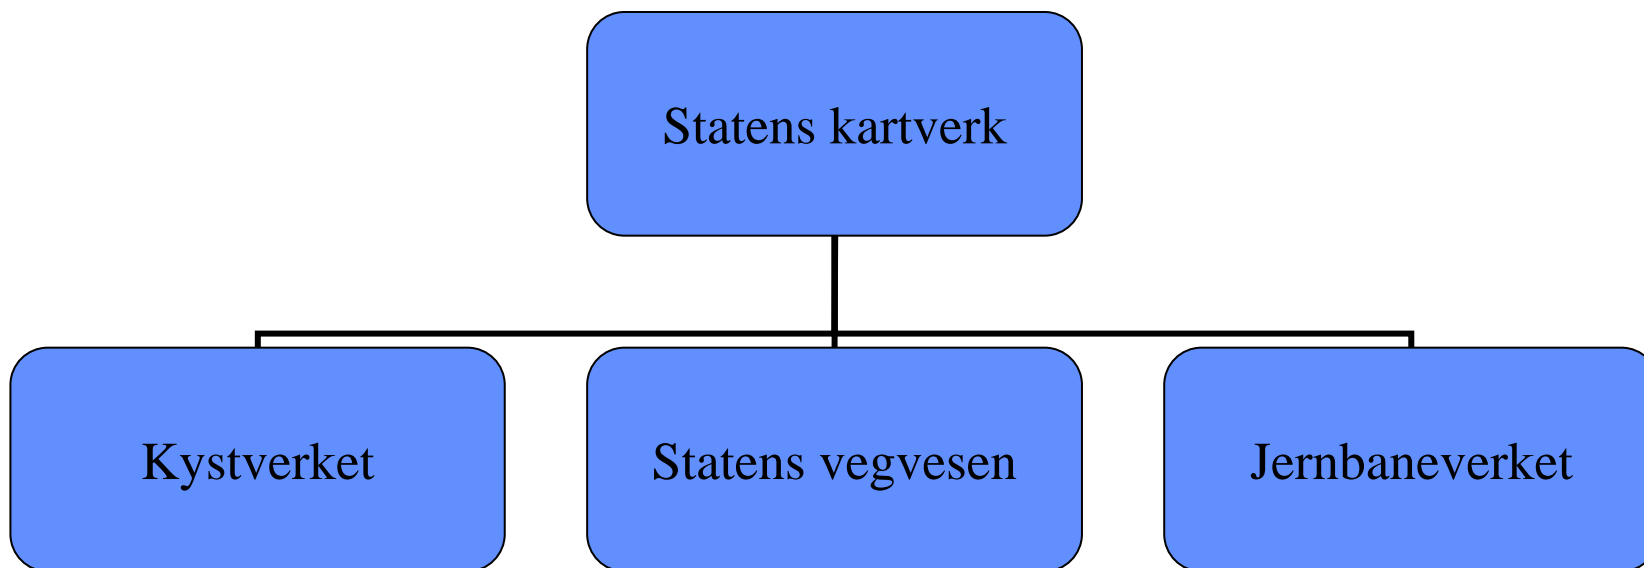 Statens kartverk
Kystverket
Statens vegvesen
Jernbaneverket